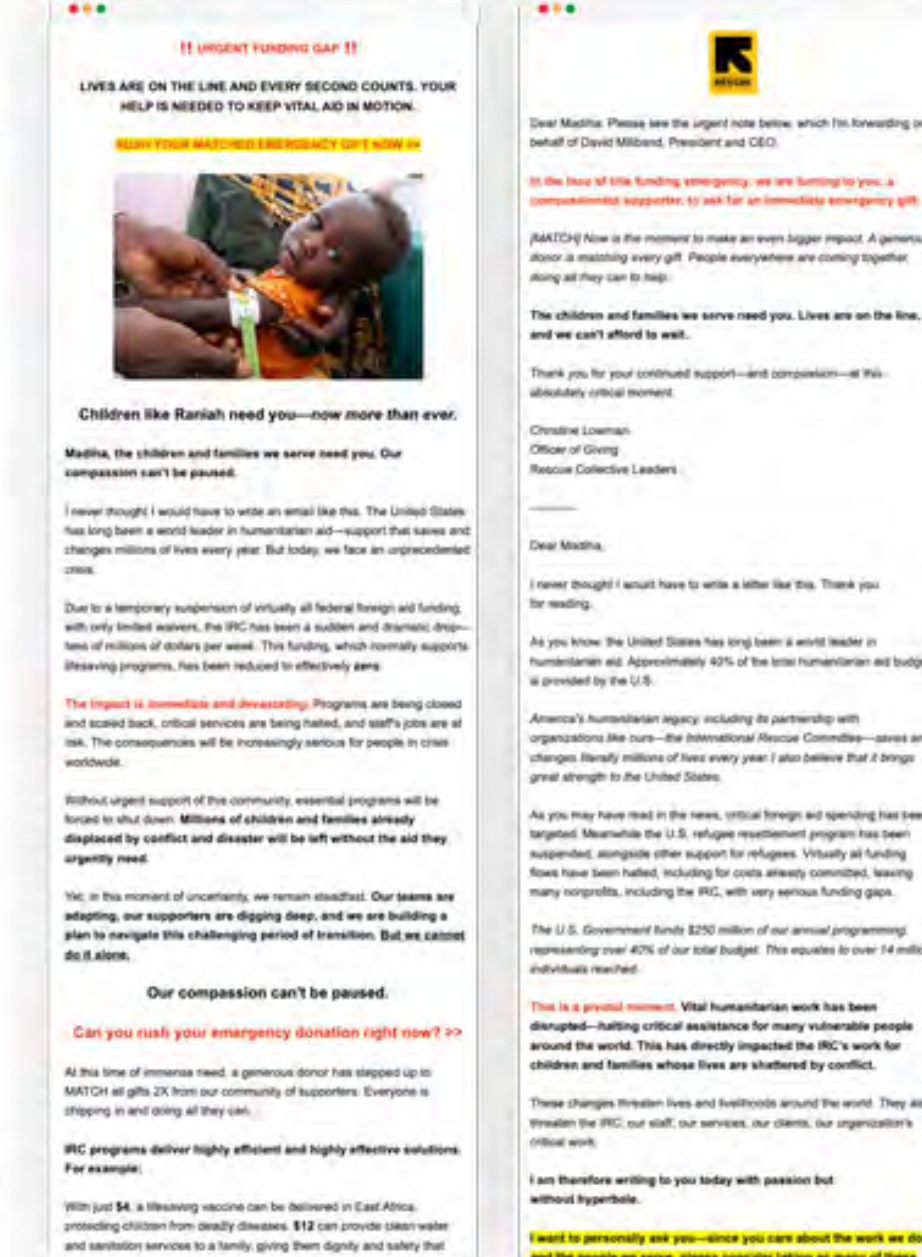 !! URGENT FUNDING GAP !!
LIVES ARE ON THE LINE AND EVERY SECOND COUNTS. YOUR
HELP IS NEEDED TO KEEP VITAL AID IN MOTION.
RUSH YOUR MATCHED EMERGENCY GIFT NOW >>
Children like Raniah need you—now more than ever.
Madiha, the children and families we serve need you. Our
compassion can't be paused.
I never thought I would have to write an email like this. The United States
has long been a world leader in humanitarian aid—support that saves and
changes millions of lives every year. But today, we face an unprecedented
crisis.
Due to a temporary suspension of virtually all federal foreign aid funding,
with only limited waivers, the IRC has seen a sudden and dramatic drop—
tens of millions of dollars per week. This funding, which normally supports
lifesaving programs, has been reduced to effectively zero.
The impact is immediate and devastating. Programs are being closed
and scaled back, critical services are being halted, and staff's jobs are at
risk. The consequences will be increasingly serious for people in crisis
worldwide.
Without urgent support of this community, essential programs will be
forced to shut down. Millions of children and families already
displaced by conflict and disaster will be left without the aid they
urgently need.
Yet, in this moment of uncertainty, we remain steadfast. Our teams are
adapting, our supporters are digging deep, and we are building a
plan to navigate this challenging period of transition. But we cannot
do it alone.
Our compassion can't be paused.
Can you rush your emergency donation right now? >>
At this time of immense need, a generous donor has stepped up to
MATCH all gifts 2X from our community of supporters. Everyone is
chipping in and doing all they can.
IRC programs deliver highly efficient and highly effective solutions.
For example:
With just $4, a lifesaving vaccine can be delivered in East Africa,
protecting children from deadly diseases. $12 can provide clean water
and sanitation services to a family, giving them dignity and safety that
RESCUE
Dear Madiha: Please see the urgent note below, which I'm forwarding on
behalf of David Miliband, President and CEO.
In the face of this funding emergency, we are turning to you, a
compassionate supporter, to ask for an immediate emergency gift.
[MATCH] Now is the moment to make an even bigger impact. A generous
donor is matching every gift. People everywhere are coming together,
doing all they can to help.
The children and families we serve need you. Lives are on the line,
and we can't afford to wait.
Thank you for your continued support—and compassion—at this
absolutely critical moment.
Christine Lowman
Officer of Giving
Rescue Collective Leaders
Dear Madiha,
I never thought I would have to write a letter like this. Thank you
for reading.
As you know, the United States has long been a world leader in
humanitarian aid. Approximately 40% of the total humanitarian aid budget
is provided by the U.S.
America's humanitarian legacy, including its partnership with
organizations like ours—the International Rescue Committee—saves and
changes literally millions of lives every year. I also believe that it brings
great strength to the United States.
As you may have read in the news, critical foreign aid spending has been
targeted. Meanwhile the U.S. refugee resettlement program has been
suspended, alongside other support for refugees. Virtually all funding
flows have been halted, including for costs already committed, leaving
many nonprofits, including the IRC, with very serious funding gaps.
The U.S. Government funds $250 million of our annual programming,
representing over 40% of our total budget. This equates to over 14 millio
individuals reached.
This is a pivotal moment. Vital humanitarian work has been
disrupted—halting critical assistance for many vulnerable people
around the world. This has directly impacted the IRC's work for
children and families whose lives are shattered by conflict.
These changes threaten lives and livelihoods around the world. They als
threaten the IRC, our staff, our services, our clients, our organization's
critical work.
I am therefore writing to you today with passion but
without hyperbole.
I want to personally ask you—since you care about the work we do
and the people we serve,